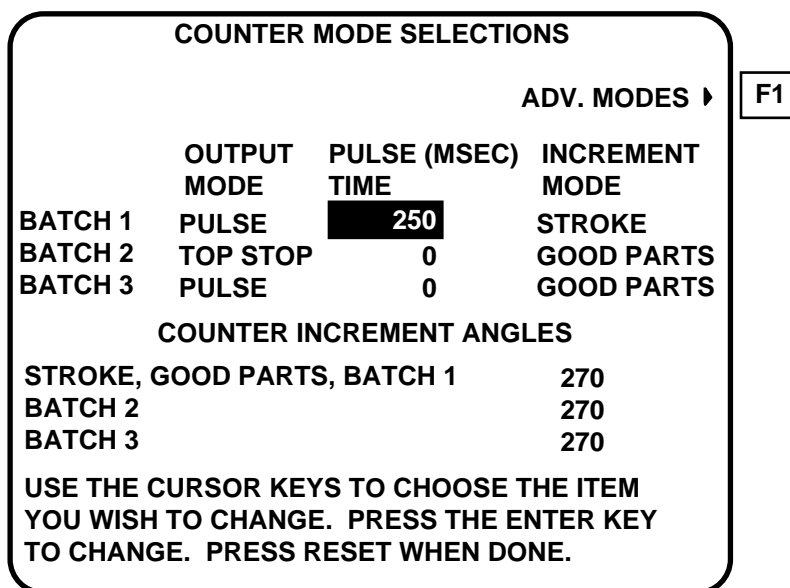 COUNTER MODE SELECTIONS
ADV. MODES F1
OUTPUT PULSE (MSEC) INCREMENT
MODE TIME MODE
BATCH 1 PULSE 250 STROKE
BATCH 2 TOP STOP 0 GOOD PARTS
BATCH 3 PULSE 0 GOOD PARTS
COUNTER INCREMENT ANGLES
STROKE, GOOD PARTS, BATCH 1 270
BATCH 2 270
BATCH 3 270
USE THE CURSOR KEYS TO CHOOSE THE ITEM
YOU WISH TO CHANGE. PRESS THE ENTER KEY
TO CHANGE. PRESS RESET WHEN DONE.